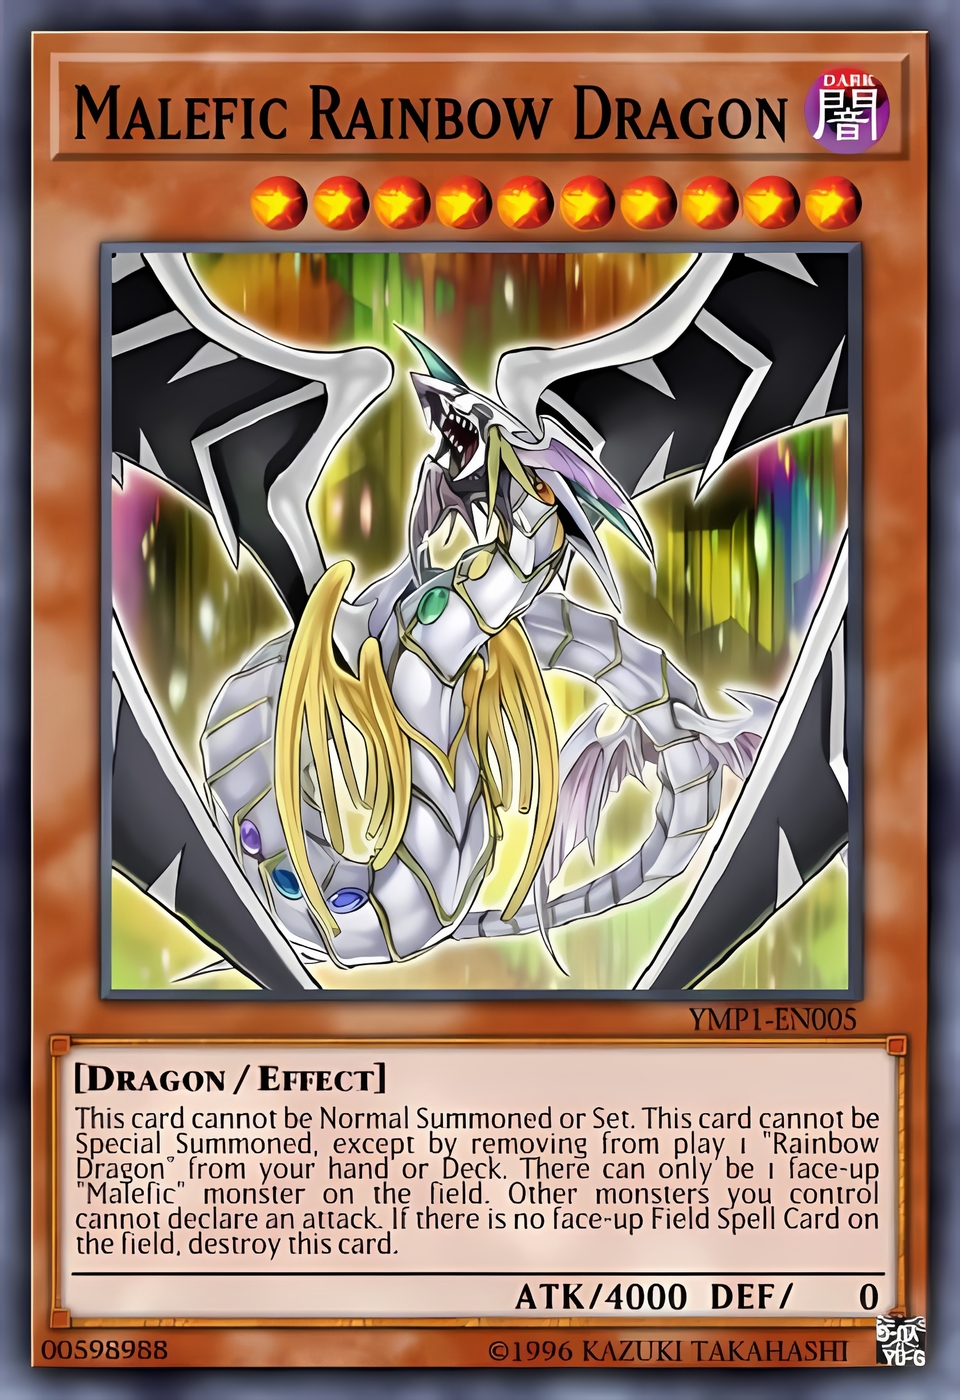 MALEFIC RAINBOW DRAGON
DARK
闇
YMP1-EN005
[DRAGON / EFFECT]
This card cannot be Normal Summoned or Set. This card cannot be
Special Summoned, except by removing from play 1 "Rainbow
Dragon" from your hand or Deck. There can only be 1 face-up
"Malefic" monster on the field. Other monsters you control
cannot declare an attack. If there is no face-up Field Spell Card on
the field, destroy this card.
ATK/4000 DEF/ 0
00598988
©1996 KAZUKI TAKAHASHI